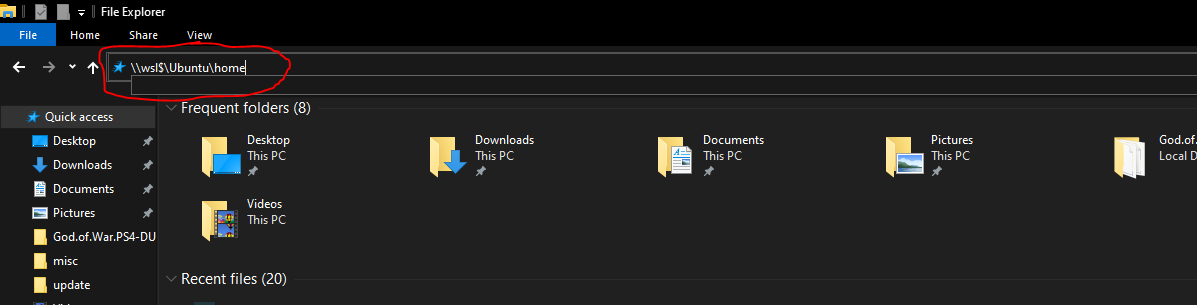 File Explorer
File Home Share View
\\wsl$\Ubuntu\home
Quick access
Desktop
Downloads
Documents
Pictures
God.of.War.PS4-DU
misc
update
Frequent folders (8)
Desktop
This PC
Downloads
This PC
Documents
This PC
Pictures
This PC
God.of.
Local D
Videos
This PC
Recent files (20)